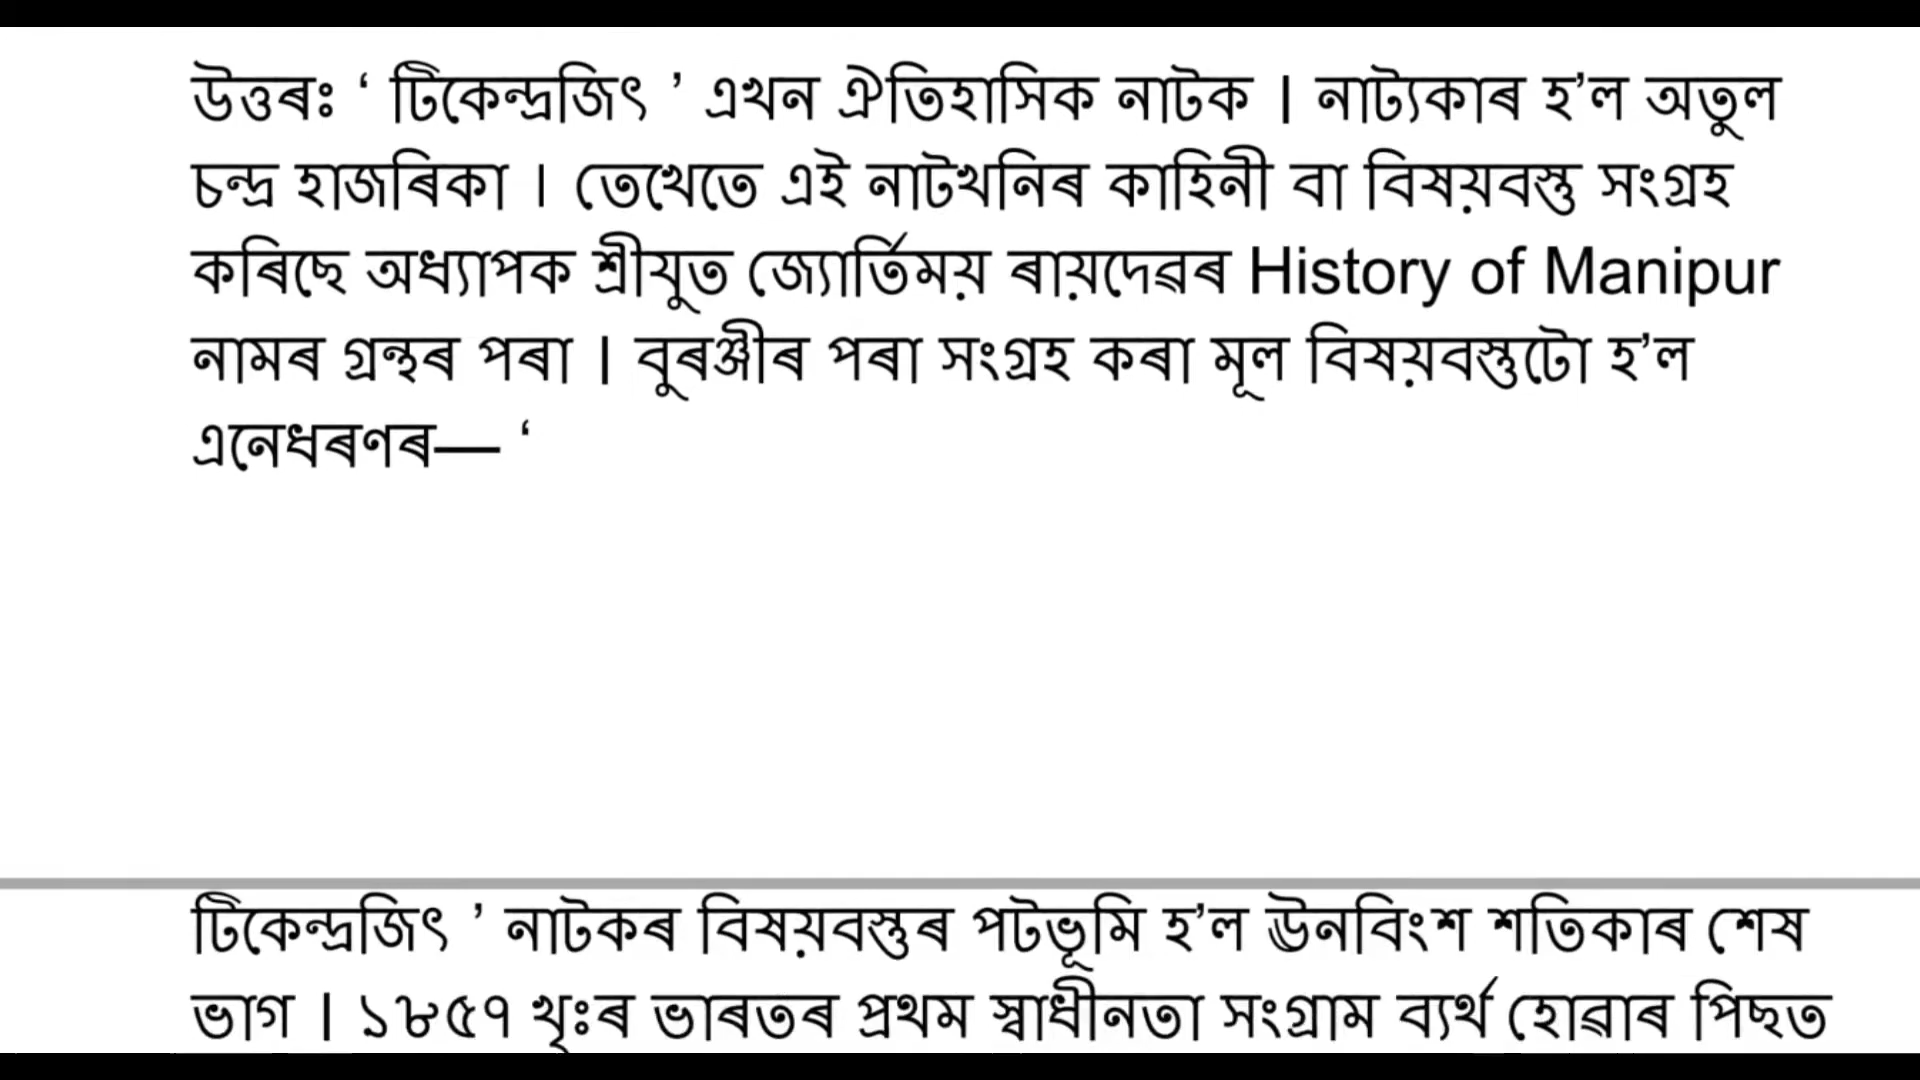 উত্তৰঃ ‘ টিকেন্দ্ৰজিৎ ’ এখন ঐতিহাসিক নাটক । নাট্যকাৰ হ’ল অতুল
চন্দ্ৰ হাজৰিকা । তেখেতে এই নাটখনিৰ কাহিনী বা বিষয়বস্তু সংগ্ৰহ
কৰিছে অধ্যাপক শ্ৰীযুত জ্যোৰ্তিময় ৰায়দেৱৰ History of Manipur
নামৰ গ্ৰন্থৰ পৰা । বুৰঞ্জীৰ পৰা সংগ্ৰহ কৰা মূল বিষয়বস্তুটো হ’ল
এনেধৰণৰ— ‘
টিকেন্দ্ৰজিৎ ’ নাটকৰ বিষয়বস্তুৰ পটভূমি হ’ল ঊনবিংশ শতিকাৰ শেষ
ভাগ । ১৮৫৭ খৃঃৰ ভাৰতৰ প্ৰথম স্বাধীনতা সংগ্ৰাম ব্যৰ্থ হোৱাৰ পিছত